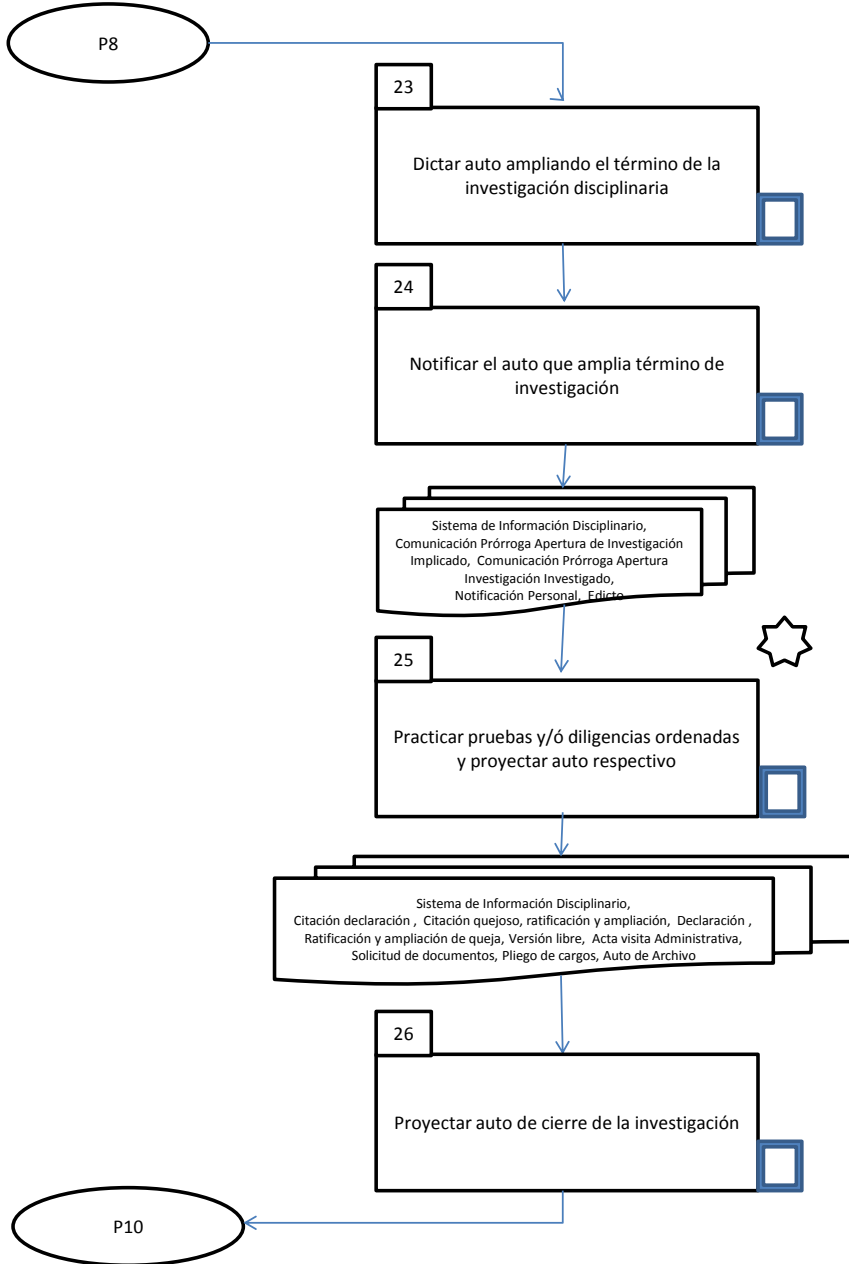 P8
23
Dictar auto ampliando el término de la
investigación disciplinaria
24
Notificar el auto que amplia término de
investigación
Sistema de Información Disciplinario,
Comunicación Prórroga Apertura de Investigación
Implicado, Comunicación Prórroga Apertura
Investigación Investigado,
Notificación Personal, Edicto
25
Practicar pruebas y/ó diligencias ordenadas
y proyectar auto respectivo
Sistema de Información Disciplinario,
Citación declaración , Citación quejoso, ratificación y ampliación, Declaración ,
Ratificación y ampliación de queja, Versión libre, Acta visita Administrativa,
Solicitud de documentos, Pliego de cargos, Auto de Archivo
26
Proyectar auto de cierre de la investigación
P10